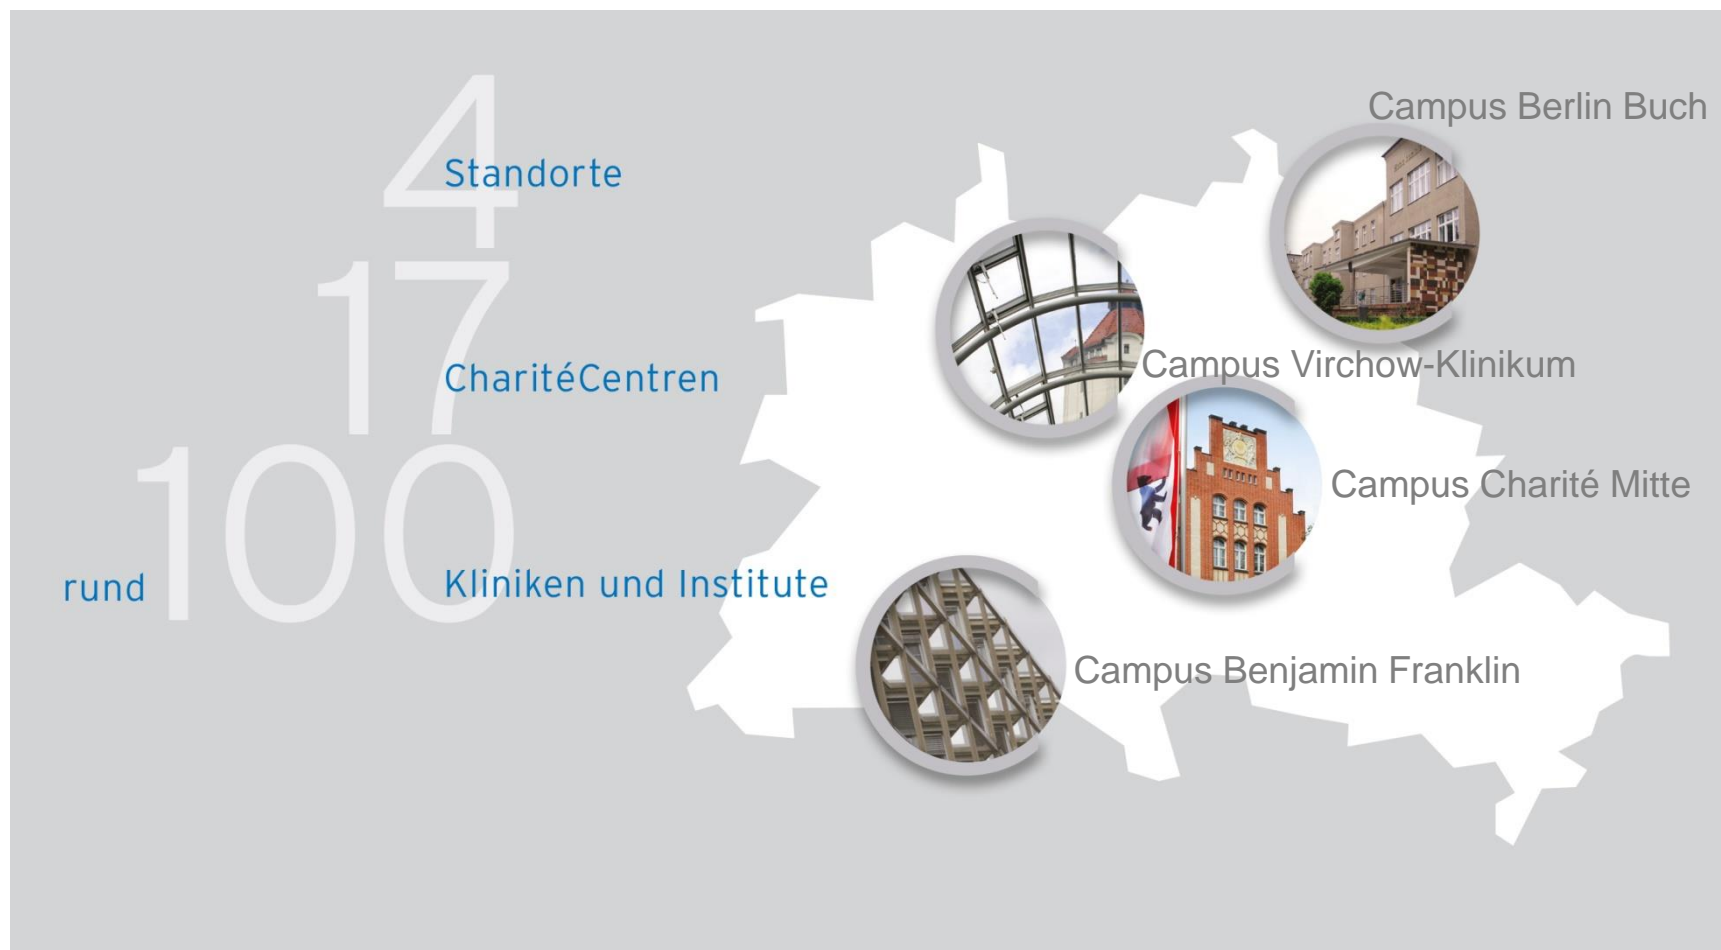 4
Standorte
17
CharitéCentren
rund 100 Kliniken und Institute
Campus Berlin Buch
Campus Virchow-Klinikum
Campus Charité Mitte
Campus Benjamin Franklin